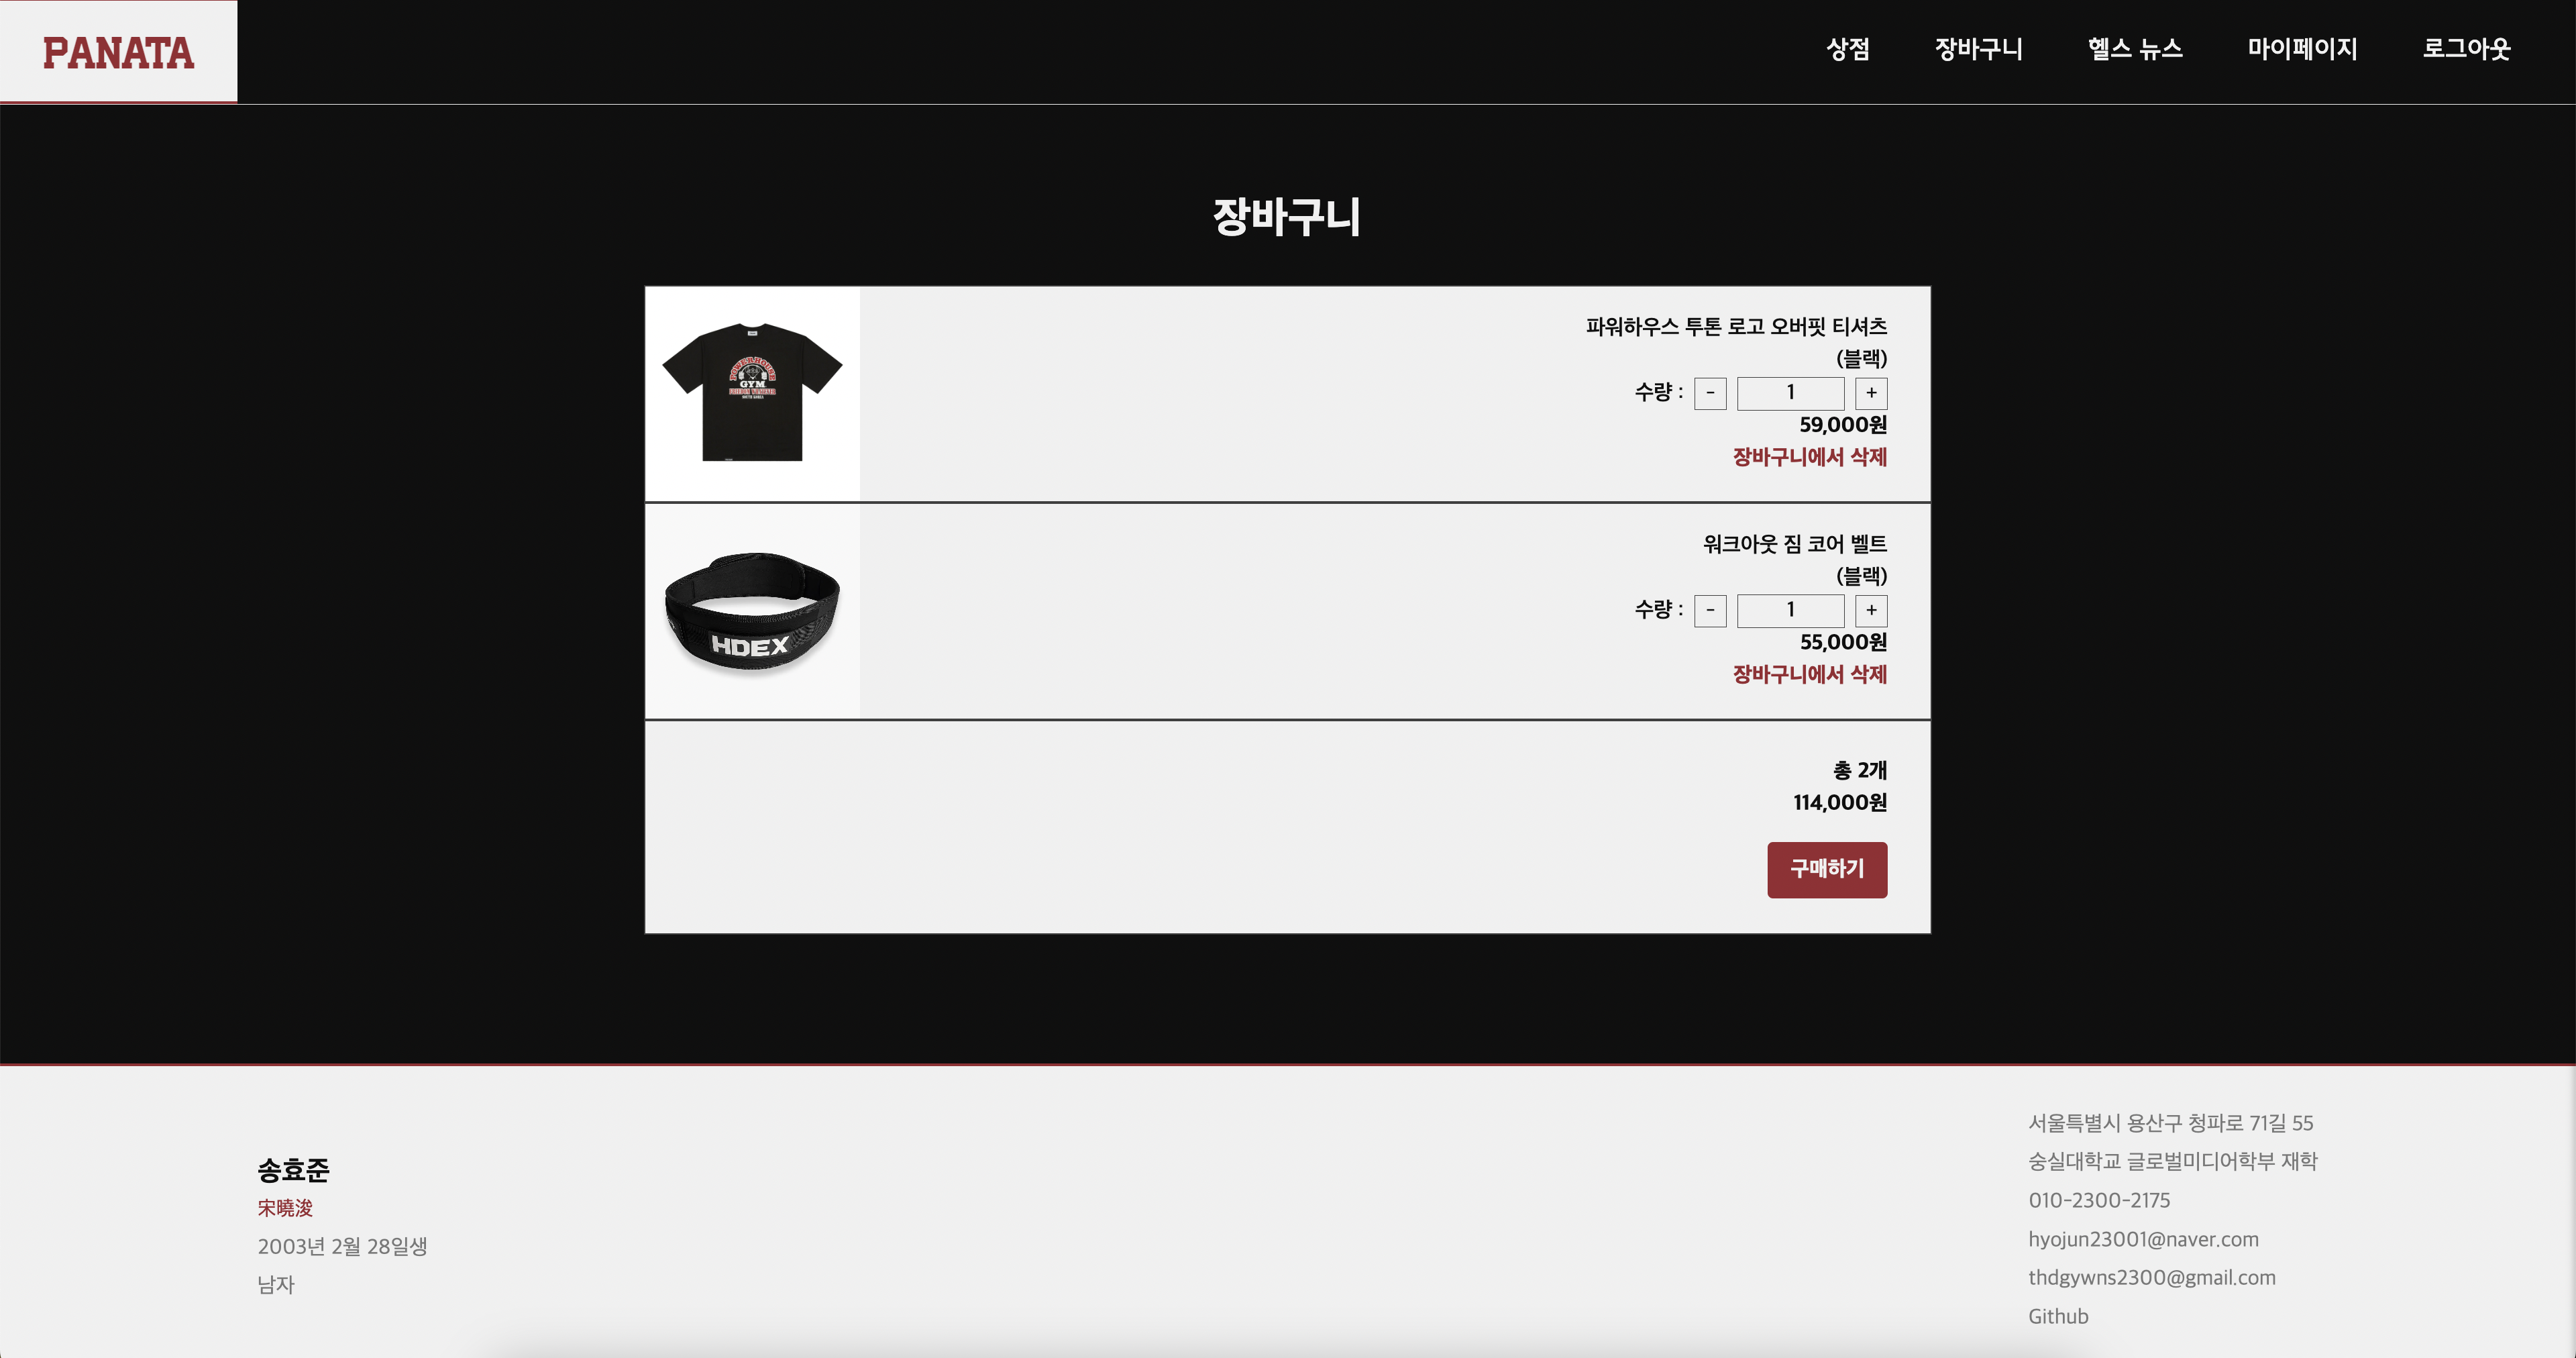 PANATA
상점
장바구니
헬스 뉴스
마이페이지
로그아웃
장바구니
POWERHOUSE
GYM
파워하우스 투톤 로고 오버핏 티셔츠
(블랙)
수량 : - 1 +
59,000원
장바구니에서 삭제
HDEX
워크아웃 짐 코어 벨트
(블랙)
수량 : - 1 +
55,000원
장바구니에서 삭제
총 2개
114,000원
구매하기
송효준
宋曉浚
2003년 2월 28일생
남자
서울특별시 용산구 청파로 71길 55
숭실대학교 글로벌미디어학부 재학
010-2300-2175
hyojun23001@naver.com
thdgywns2300@gmail.com
Github